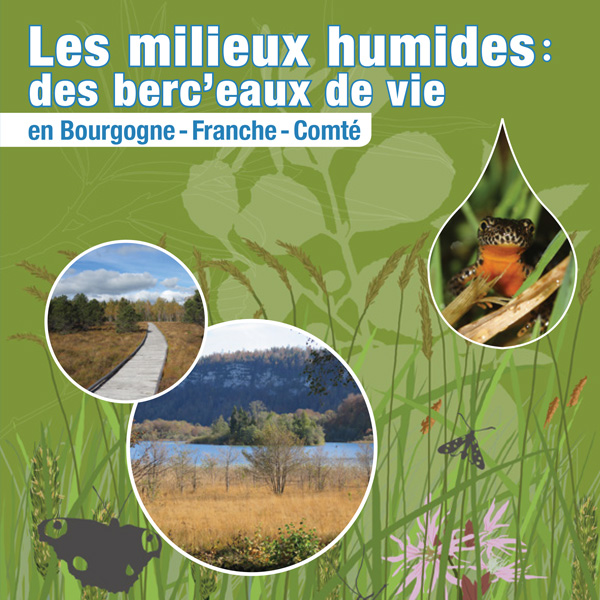 Les milieux humides :
des berc'eaux de vie
en Bourgogne - Franche - Comté